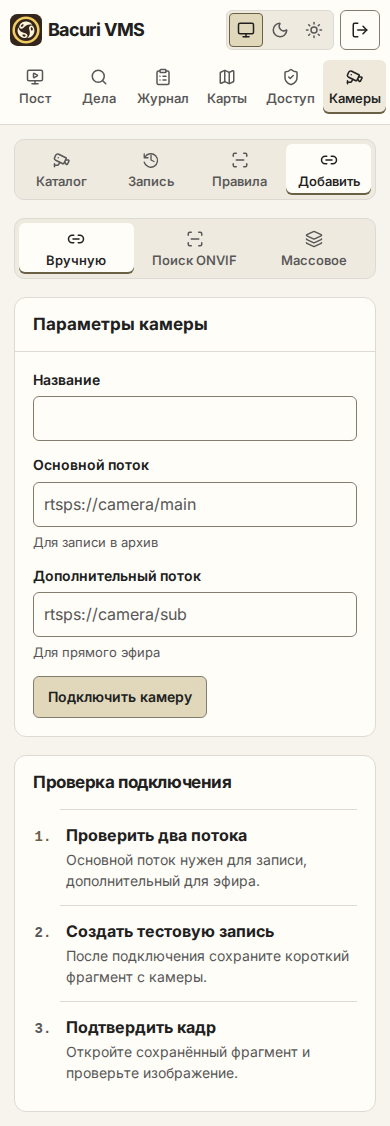 Bacuri VMS
Пост
Дела
Журнал
Карты
Доступ
Камеры
Каталог
Запись
Правила
Добавить
Вручную
Поиск ONVIF
Массовое
Параметры камеры
Название
Основной поток
rtsps://camera/main
Для записи в архив
Дополнительный поток
rtsps://camera/sub
Для прямого эфира
Подключить камеру
Проверка подключения
1. Проверить два потока
Основной поток нужен для записи,
дополнительный для эфира.
2. Создать тестовую запись
После подключения сохраните короткий
фрагмент с камеры.
3. Подтвердить кадр
Откройте сохранённый фрагмент и
проверьте изображение.